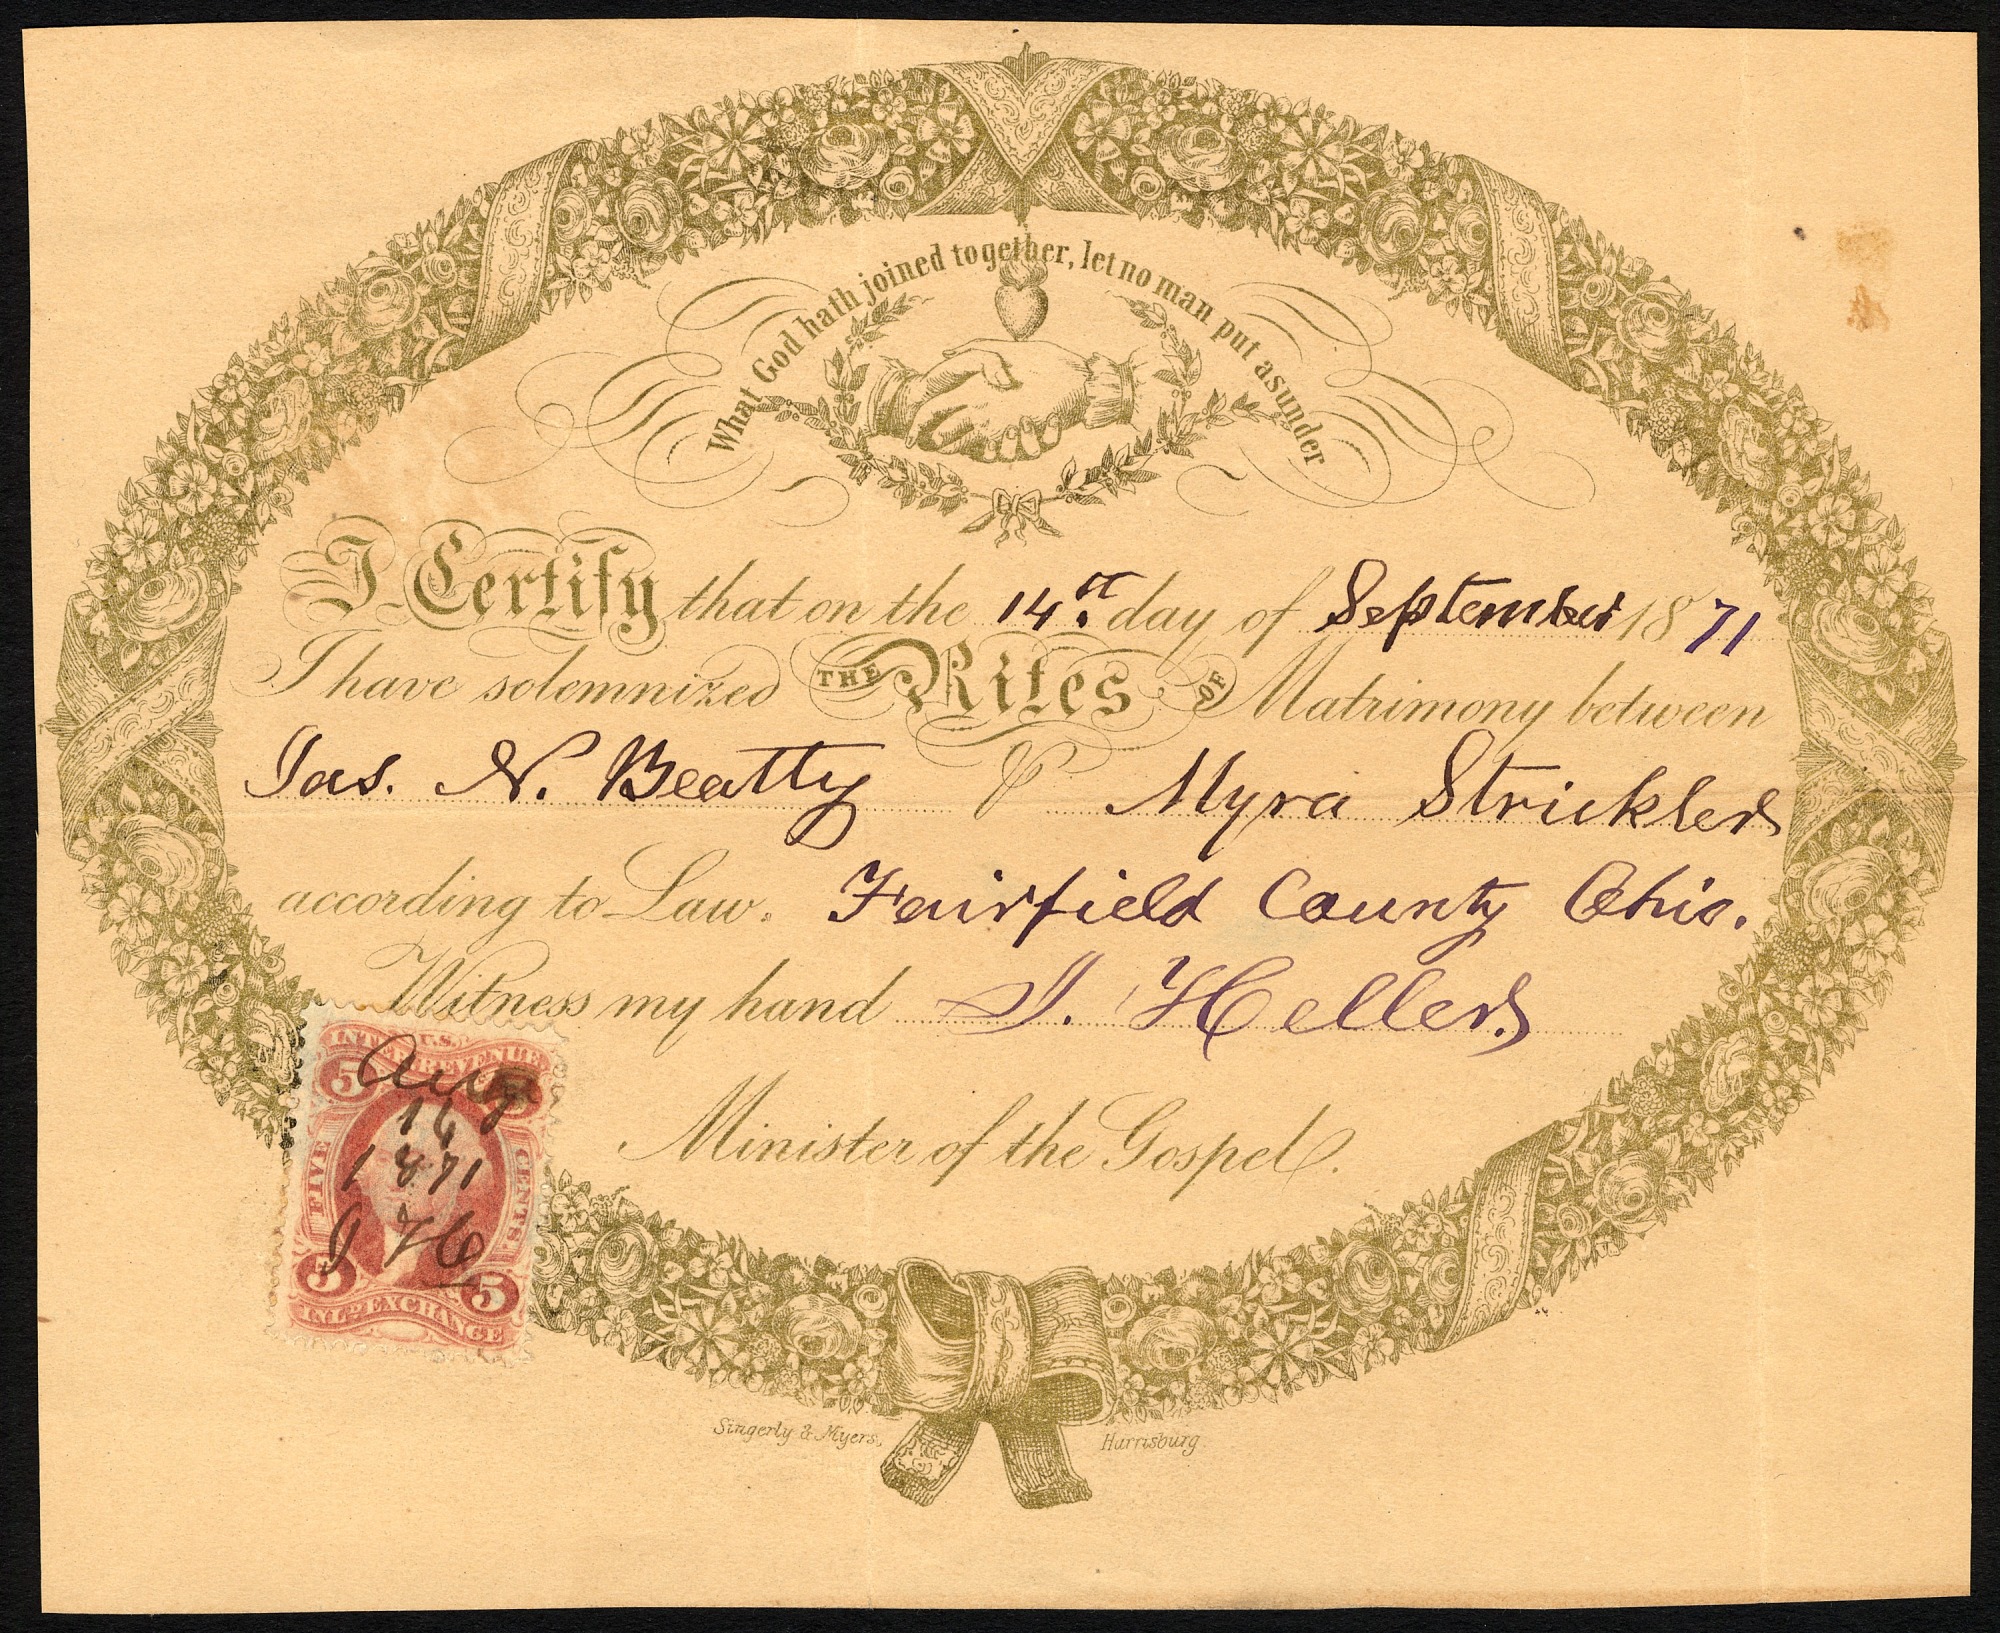 What God hath joined together, let no man put asunder
I Certify that on the 14.th day of September 1871
I have solemnized THE Rites OF Matrimony between
Jas. N. Beatty & Myra Strickler
according to Law. Fairfield County Ohio.
Witness my hand J. Heller.
Minister of the Gospel.
U.S.
INTER. REVENUE
5 5
FIVE CENTS.
5 5
INL'D EXCHANGE
Aug
14
1871
J H
Singerly & Myers, Harrisburg